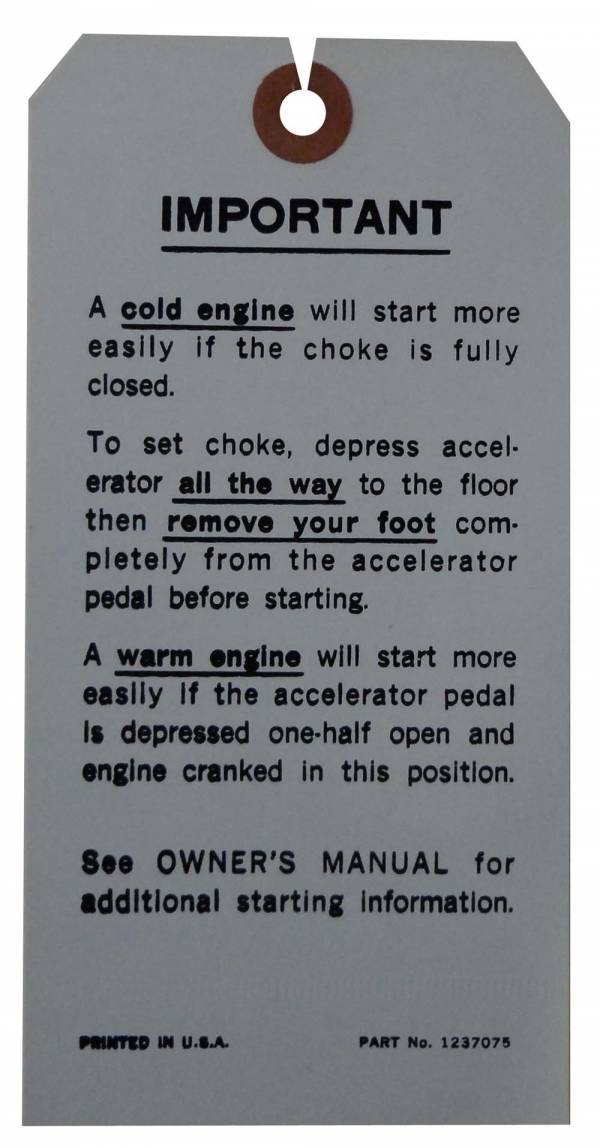 IMPORTANT
A cold engine will start more
easily if the choke is fully
closed.
To set choke, depress accel-
erator all the way to the floor
then remove your foot com-
pletely from the accelerator
pedal before starting.
A warm engine will start more
easily if the accelerator pedal
is depressed one-half open and
engine cranked in this position.
See OWNER'S MANUAL for
additional starting information.
PRINTED IN U.S.A.
PART No. 1237075